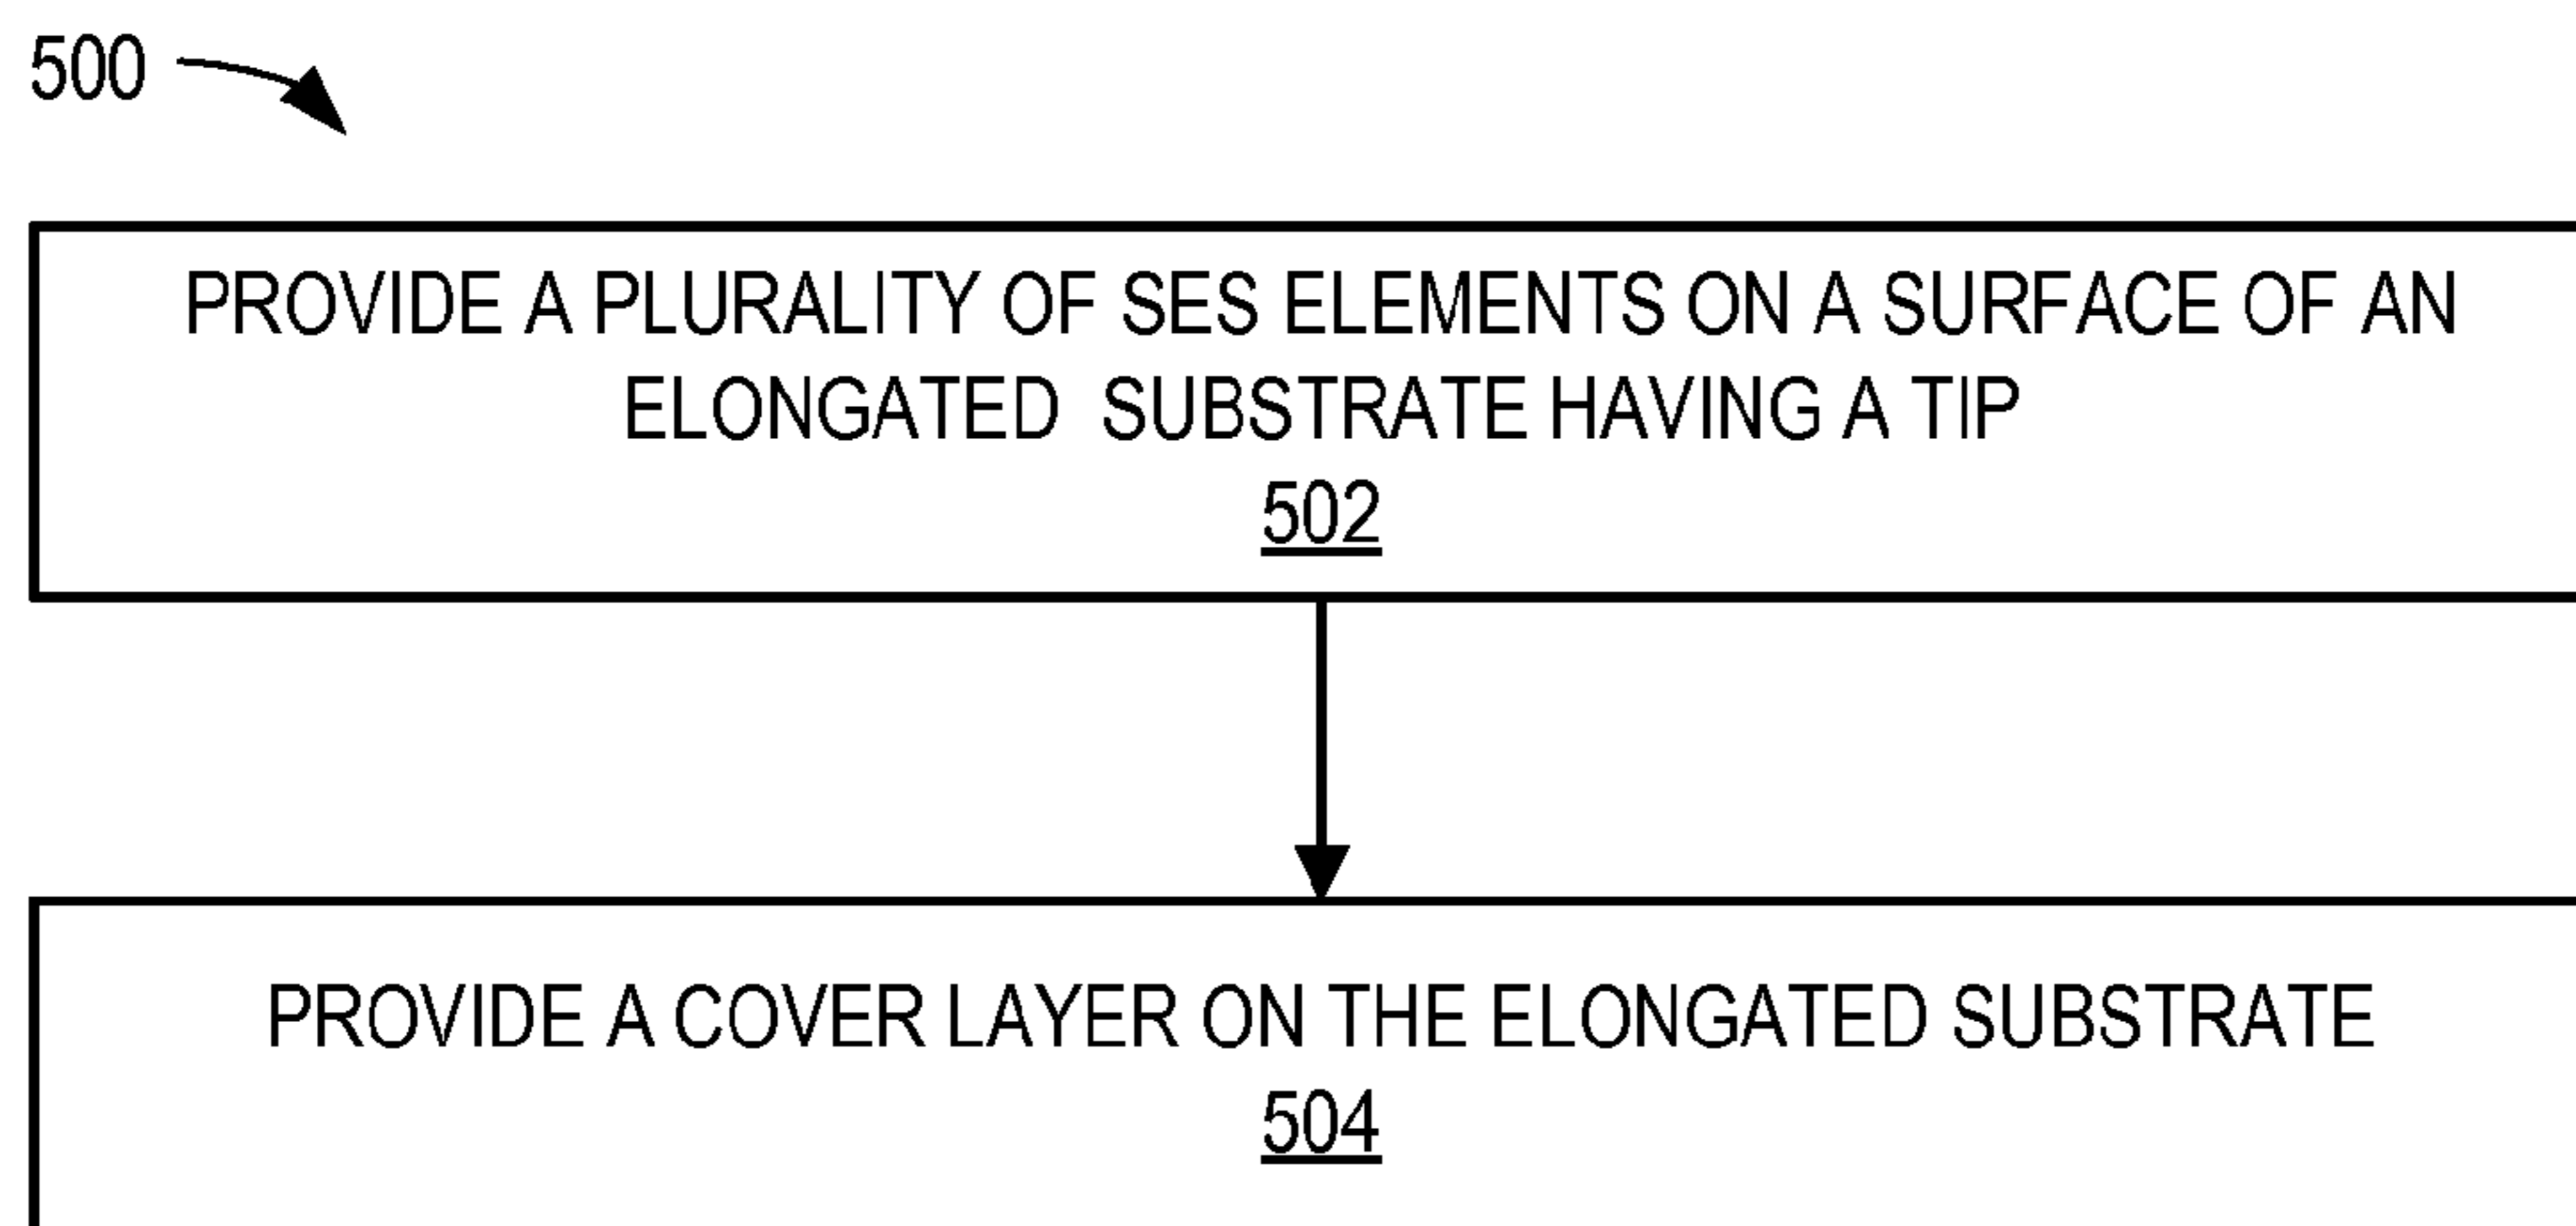 500
PROVIDE A PLURALITY OF SES ELEMENTS ON A SURFACE OF AN
ELONGATED SUBSTRATE HAVING A TIP
502
PROVIDE A COVER LAYER ON THE ELONGATED SUBSTRATE
504